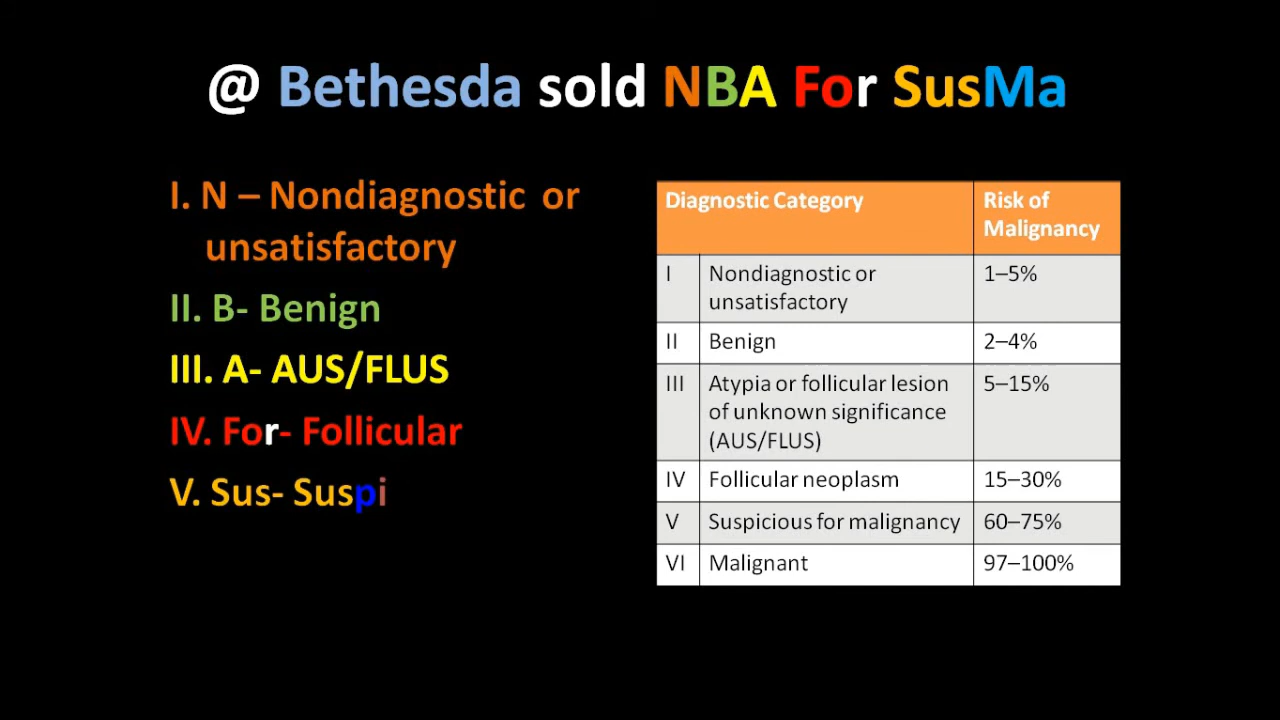 @ Bethesda sold NBA For SusMa
I. N – Nondiagnostic or
unsatisfactory
II. B- Benign
III. A- AUS/FLUS
IV. For- Follicular
V. Sus- Suspi
Diagnostic Category
Risk of
Malignancy
I
Nondiagnostic or
unsatisfactory
1–5%
II
Benign
2–4%
III
Atypia or follicular lesion
of unknown significance
(AUS/FLUS)
5–15%
IV
Follicular neoplasm
15–30%
V
Suspicious for malignancy
60–75%
VI
Malignant
97–100%